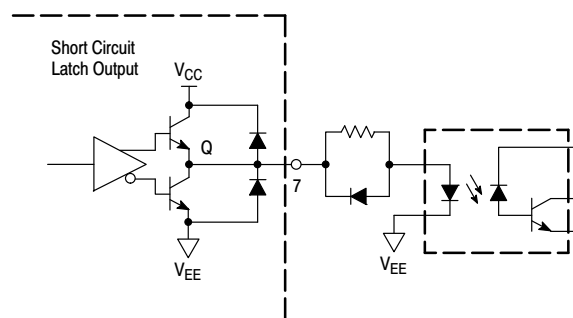 Short Circuit
Latch Output
VCC
Q
7
VEE
VEE